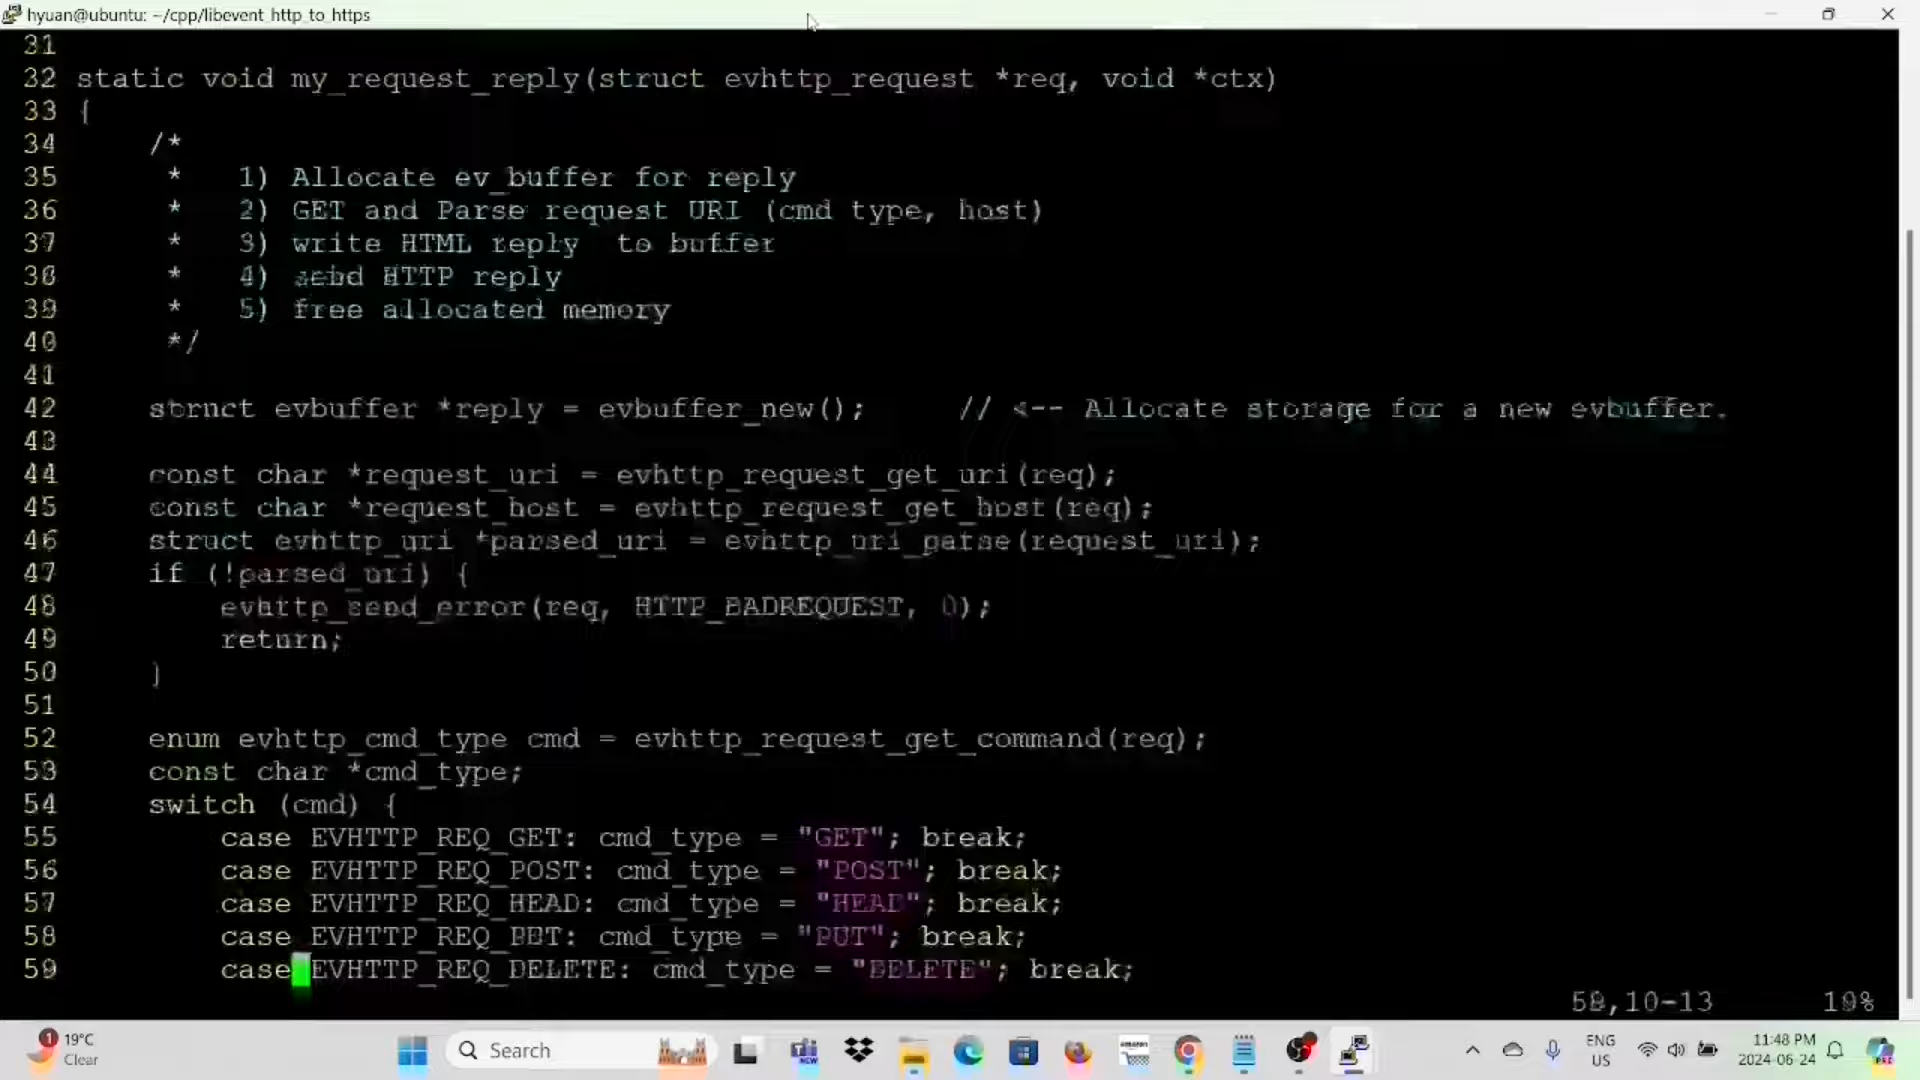 hyuan@ubuntu: ~/cpp/libevent_http_to_https
31
32 static void my_request_reply(struct evhttp_request *req, void *ctx)
33 {
34     /*
35      *   1) Allocate ev_buffer for reply
36      *   2) GET and Parse request URI (cmd type, host)
37      *   3) write HTML reply  to buffer
38      *   4) send HTTP reply
39      *   5) free allocated memory
40      */
41
42     struct evbuffer *reply = evbuffer_new();     // <-- Allocate storage for a new evbuffer.
43
44     const char *request_uri = evhttp_request_get_uri(req);
45     const char *request_host = evhttp_request_get_host(req);
46     struct evhttp_uri *parsed_uri = evhttp_uri_parse(request_uri);
47     if (!parsed_uri) {
48         evhttp_send_error(req, HTTP_BADREQUEST, 0);
49         return;
50     }
51
52     enum evhttp_cmd_type cmd = evhttp_request_get_command(req);
53     const char *cmd_type;
54     switch (cmd) {
55         case EVHTTP_REQ_GET: cmd_type = "GET"; break;
56         case EVHTTP_REQ_POST: cmd_type = "POST"; break;
57         case EVHTTP_REQ_HEAD: cmd_type = "HEAD"; break;
58         case EVHTTP_REQ_PUT: cmd_type = "PUT"; break;
59         case EVHTTP_REQ_DELETE: cmd_type = "DELETE"; break;
10-13 19%
1
19°C
Clear
Search
NEW
amazon
ENG
US
11:48 PM
2024-06-24
PRE